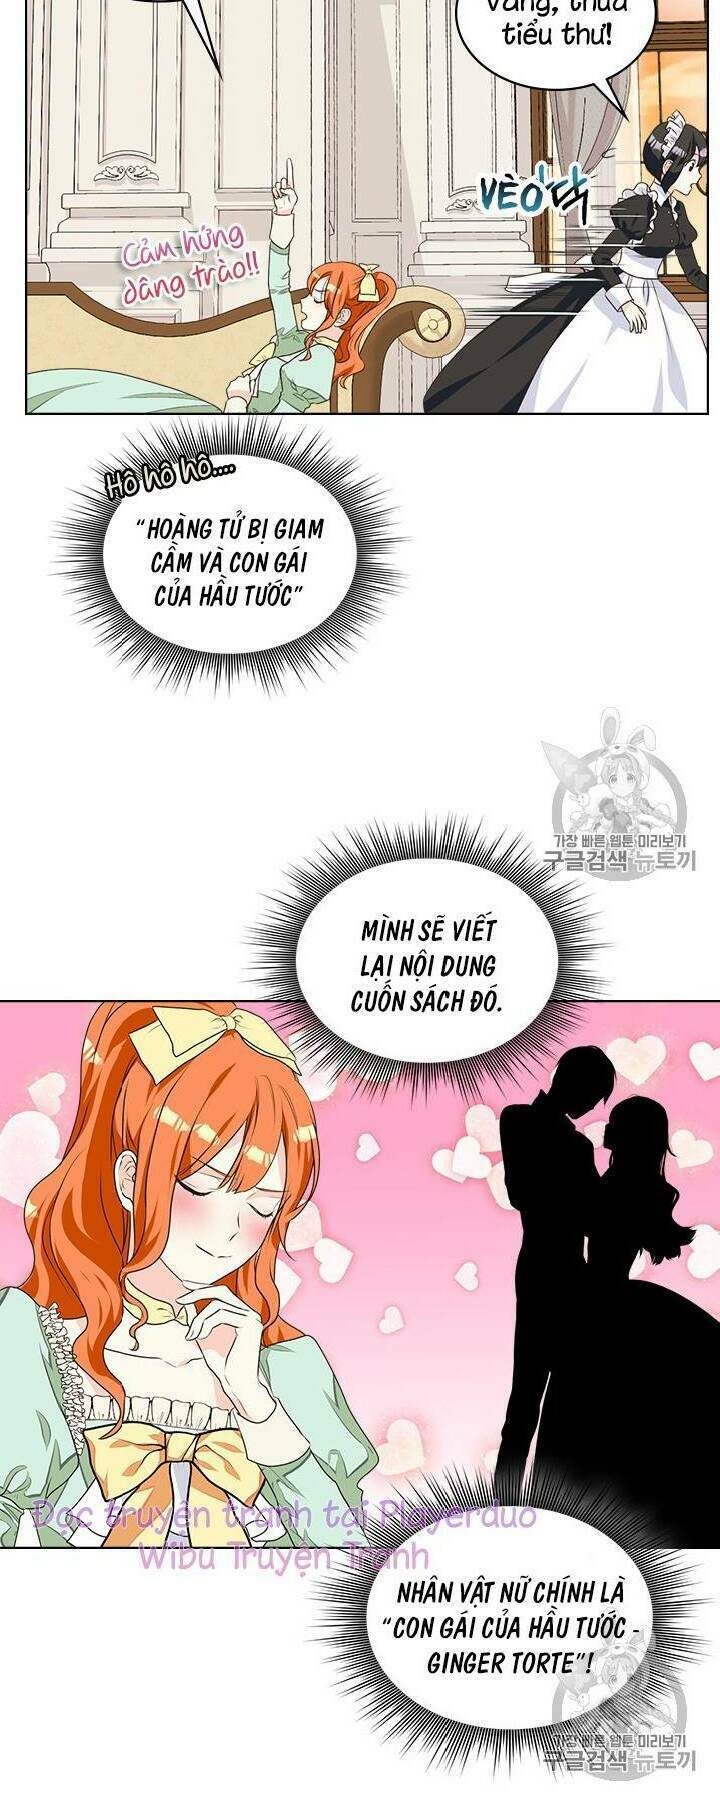 vâng, thưa
tiểu thư!
VÈO
Cảm hứng
dâng trào!!
Hô hô hô....
“HOÀNG TỬ BỊ GIAM
CẦM VÀ CON GÁI
CỦA HẦU TƯỚC”
가장 빠른 웹툰 미리보기
구글검색 뉴토끼
MÌNH SẼ VIẾT
LẠI NỘI DUNG
CUỐN SÁCH ĐÓ.
Đọc truyện tranh tại Playerduo
Wibu Truyện Tranh
NHÂN VẬT NỮ CHÍNH LÀ
“CON GÁI CỦA HẦU TƯỚC -
GINGER TORTE”!
가장 빠른 웹툰 미리보기
구글검색 뉴토끼